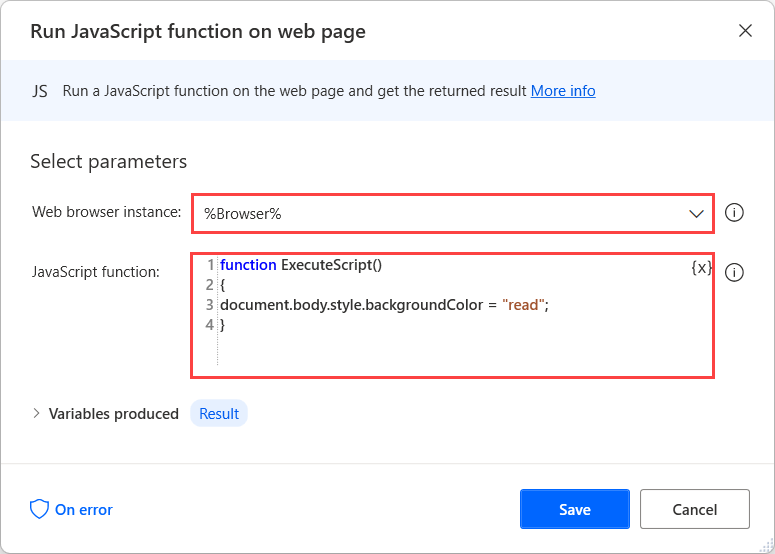 Run JavaScript function on web page
JS Run a JavaScript function on the web page and get the returned result More info
Select parameters
Web browser instance: %Browser%
JavaScript function: {x}
1 function ExecuteScript()
2 {
3 document.body.style.backgroundColor = "read";
4 }
Variables produced Result
On error Save Cancel